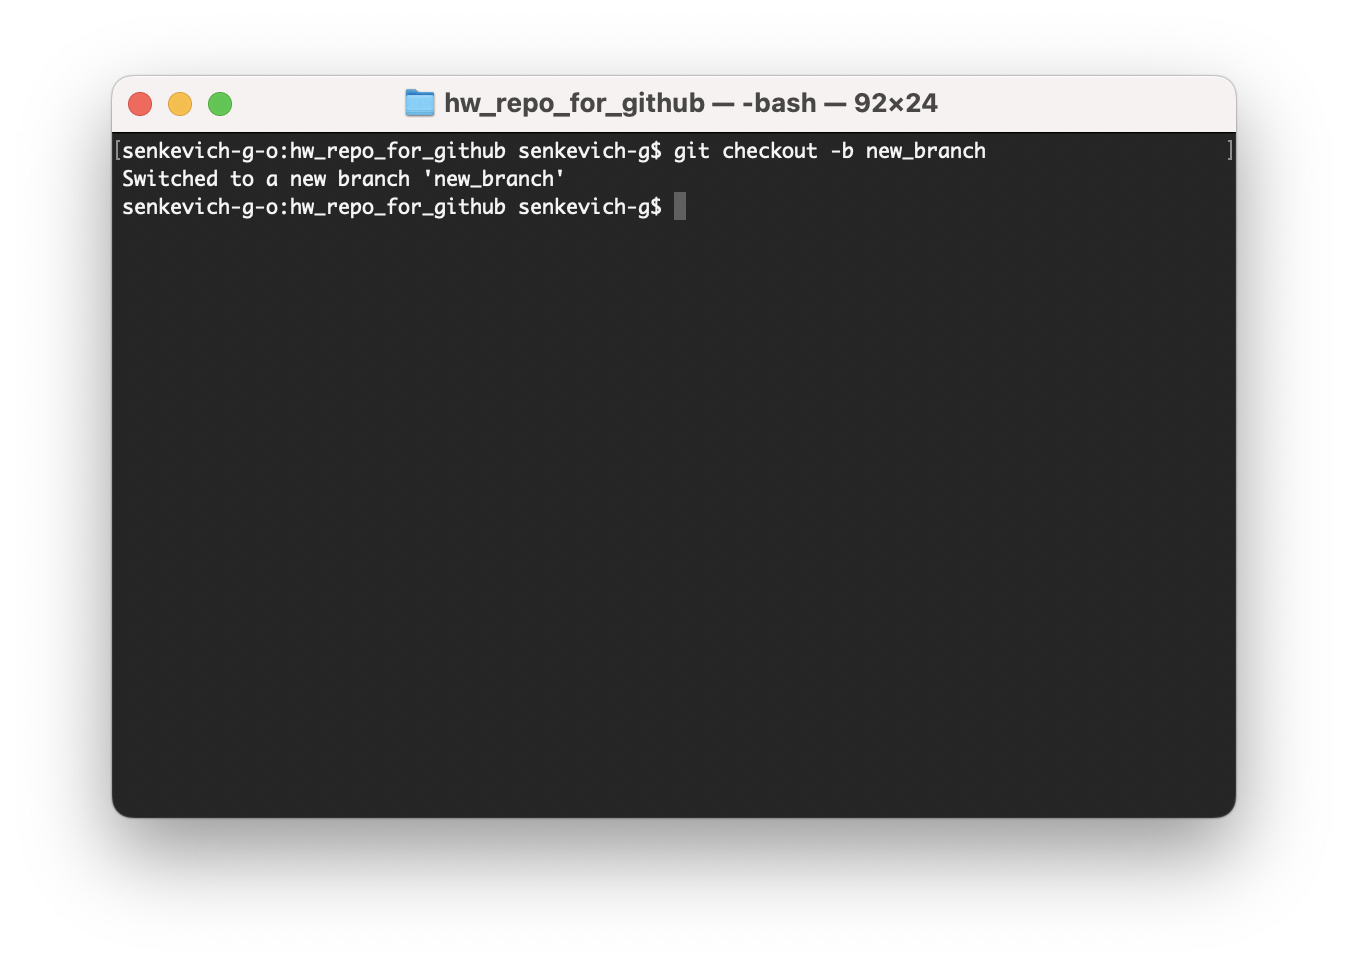 hw_repo_for_github — -bash — 92×24
[senkevich-g-o:hw_repo_for_github senkevich-g$ git checkout -b new_branch ]
Switched to a new branch 'new_branch'
senkevich-g-o:hw_repo_for_github senkevich-g$